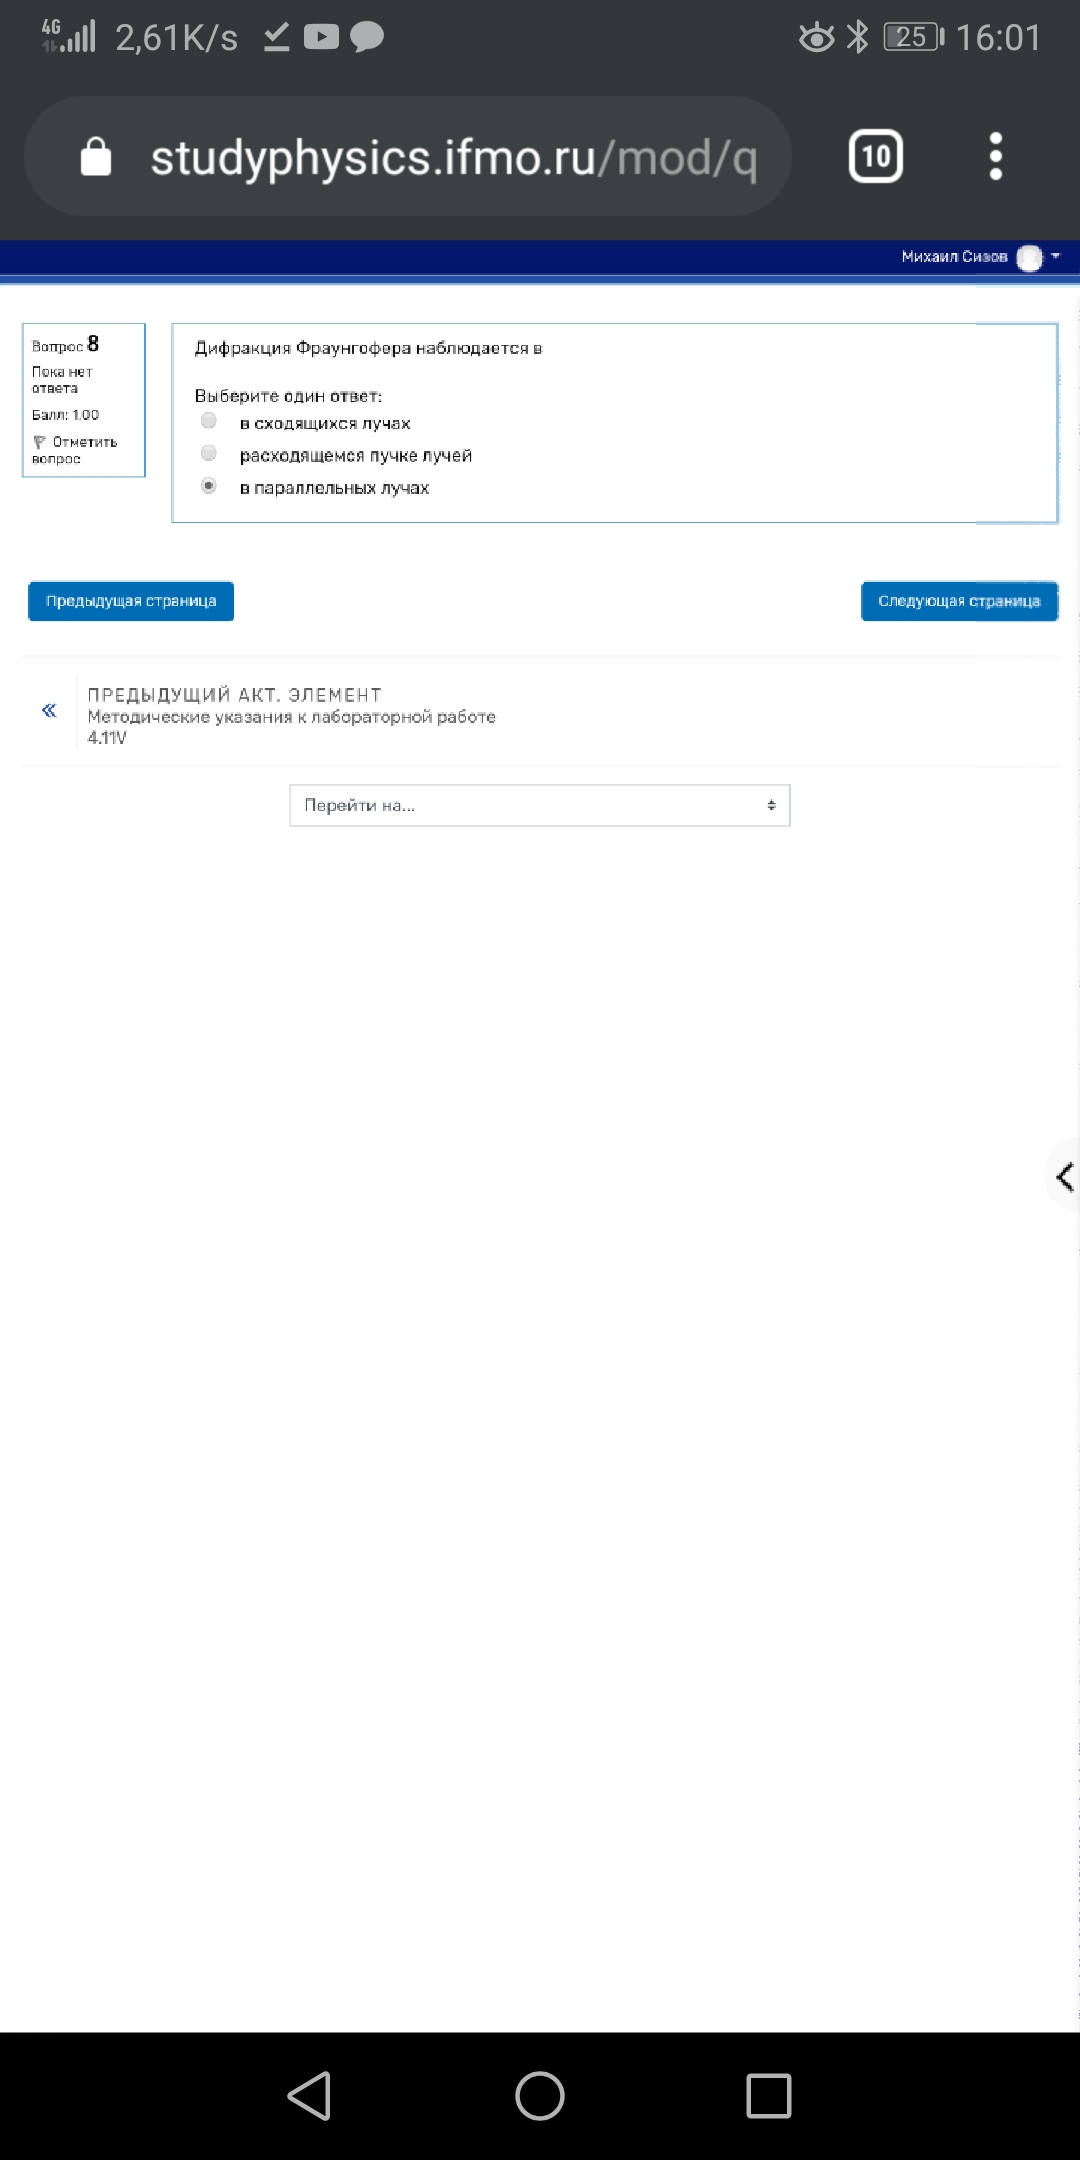 4G 2,61K/s 25 16:01
studyphysics.ifmo.ru/mod/q 10
Михаил Сизов
Вопрос 8
Пока нет
ответа
Балл: 1,00
Отметить
вопрос
Дифракция Фраунгофера наблюдается в
Выберите один ответ:
в сходящихся лучах
расходящемся пучке лучей
в параллельных лучах
Предыдущая страница
Следующая страница
ПРЕДЫДУЩИЙ АКТ. ЭЛЕМЕНТ
Методические указания к лабораторной работе
4.11V
Перейти на...